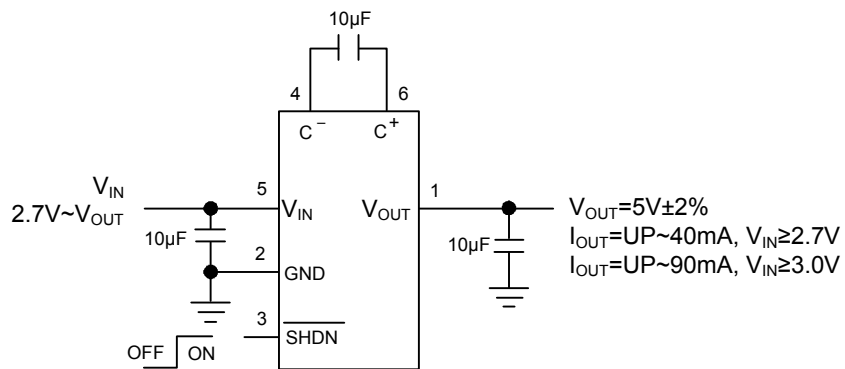 10µF
4
6
C⁻
C⁺
V_IN
2.7V~V_OUT
5
V_IN
V_OUT
1
V_OUT=5V±2%
I_OUT=UP~40mA, V_IN≥2.7V
I_OUT=UP~90mA, V_IN≥3.0V
10µF
10µF
2
GND
3
SHDN
OFF
ON